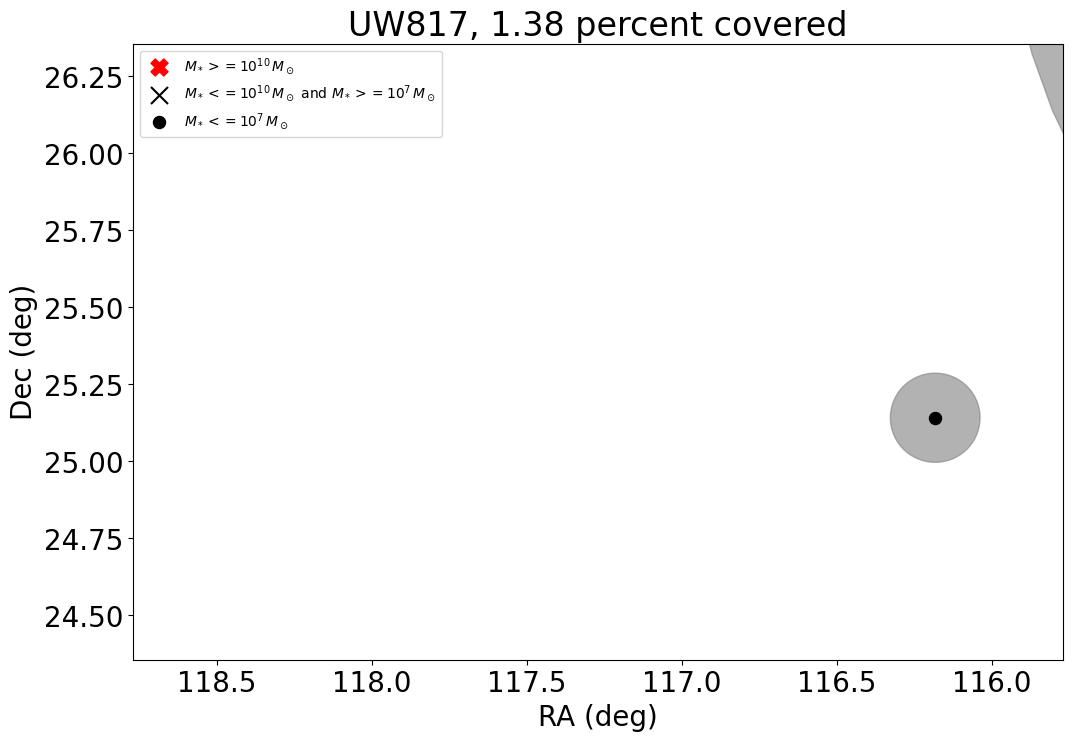 UW817, 1.38 percent covered
M* >= 10^10 M⊙
M* <= 10^10 M⊙ and M* >= 10^7 M⊙
M* <= 10^7 M⊙
26.25
26.00
25.75
25.50
25.25
25.00
24.75
24.50
Dec (deg)
118.5 118.0 117.5 117.0 116.5 116.0
RA (deg)